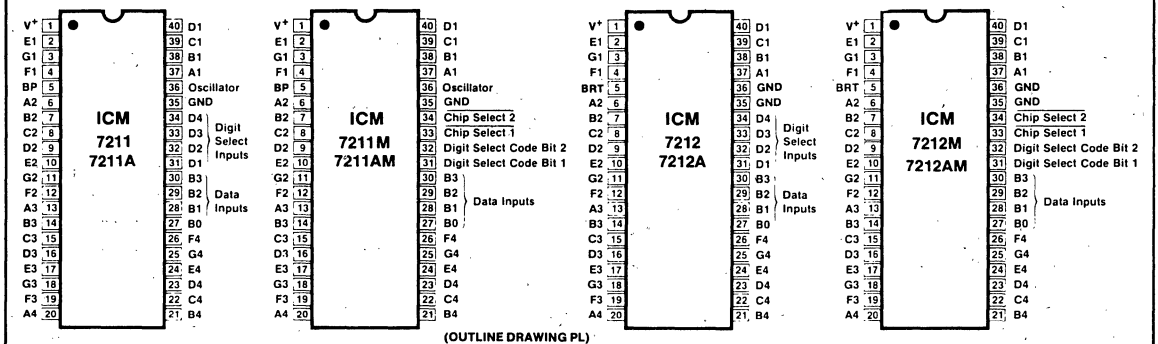 V+ 1 40 D1
E1 2 39 C1
G1 3 38 B1
F1 4 37 A1
BP 5 36 Oscillator
A2 6 35 GND
B2 7 34 D4
C2 8 33 D3
D2 9 32 D2
E2 10 31 D1
G2 11 30 B3
F2 12 29 B2
A3 13 28 B1
B3 14 27 B0
C3 15 26 F4
D3 16 25 G4
E3 17 24 E4
G3 18 23 D4
F3 19 22 C4
A4 20 21 B4
ICM
7211
7211A
Digit
Select
Inputs
Data
Inputs
V+ 1 40 D1
E1 2 39 C1
G1 3 38 B1
F1 4 37 A1
BP 5 36 Oscillator
A2 6 35 GND
B2 7 34 Chip Select 2
C2 8 33 Chip Select 1
D2 9 32 Digit Select Code Bit 2
E2 10 31 Digit Select Code Bit 1
G2 11 30 B3
F2 12 29 B2
A3 13 28 B1
B3 14 27 B0
C3 15 26 F4
D3 16 25 G4
E3 17 24 E4
G3 18 23 D4
F3 19 22 C4
A4 20 21 B4
ICM
7211M
7211AM
Data Inputs
V+ 1 40 D1
E1 2 39 C1
G1 3 38 B1
F1 4 37 A1
BRT 5 36 GND
A2 6 35 GND
B2 7 34 D4
C2 8 33 D3
D2 9 32 D2
E2 10 31 D1
G2 11 30 B3
F2 12 29 B2
A3 13 28 B1
B3 14 27 B0
C3 15 26 F4
D3 16 25 G4
E3 17 24 E4
G3 18 23 D4
F3 19 22 C4
A4 20 21 B4
ICM
7212
7212A
Digit
Select
Inputs
Data
Inputs
V+ 1 40 D1
E1 2 39 C1
G1 3 38 B1
F1 4 37 A1
BRT 5 36 GND
A2 6 35 GND
B2 7 34 Chip Select 2
C2 8 33 Chip Select 1
D2 9 32 Digit Select Code Bit 2
E2 10 31 Digit Select Code Bit 1
G2 11 30 B3
F2 12 29 B2
A3 13 28 B1
B3 14 27 B0
C3 15 26 F4
D3 16 25 G4
E3 17 24 E4
G3 18 23 D4
F3 19 22 C4
A4 20 21 B4
ICM
7212M
7212AM
Data Inputs
(OUTLINE DRAWING PL)